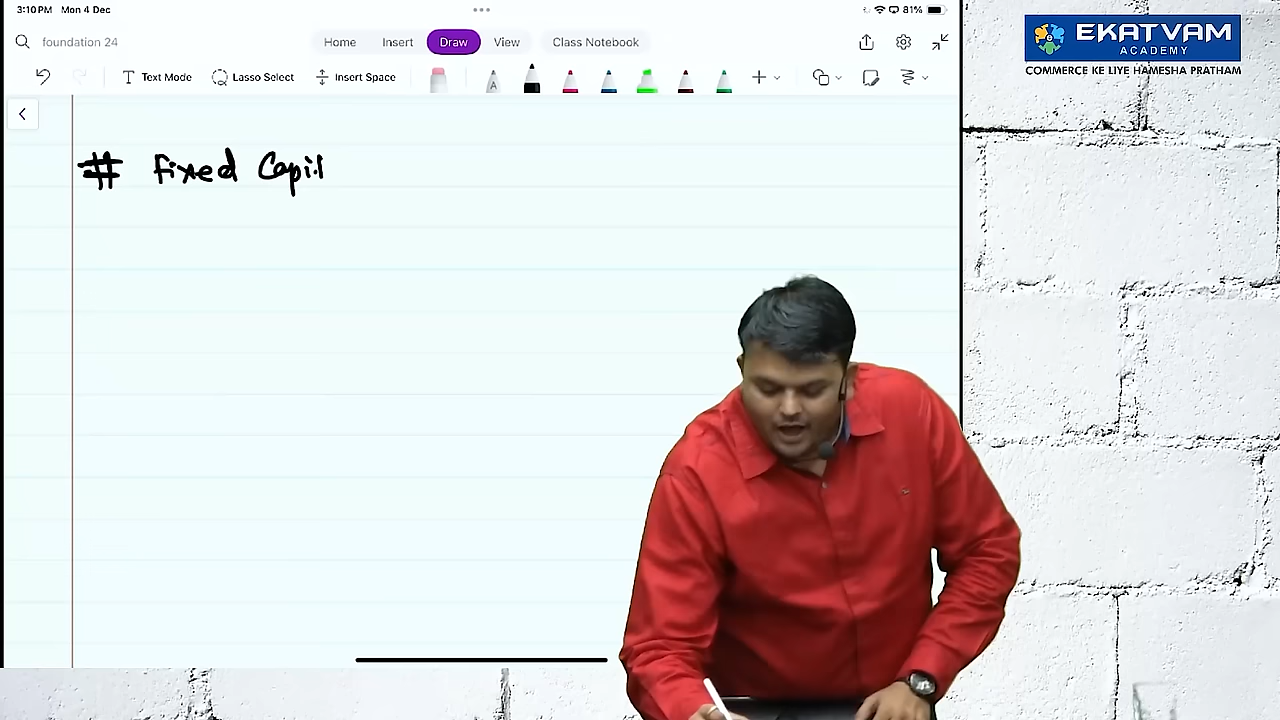 3:10 PM Mon 4 Dec
81%
foundation 24
Home Insert Draw View Class Notebook
Text Mode Lasso Select Insert Space
# Fixed Capit
EKATVAM
ACADEMY
COMMERCE KE LIYE HAMESHA PRATHAM